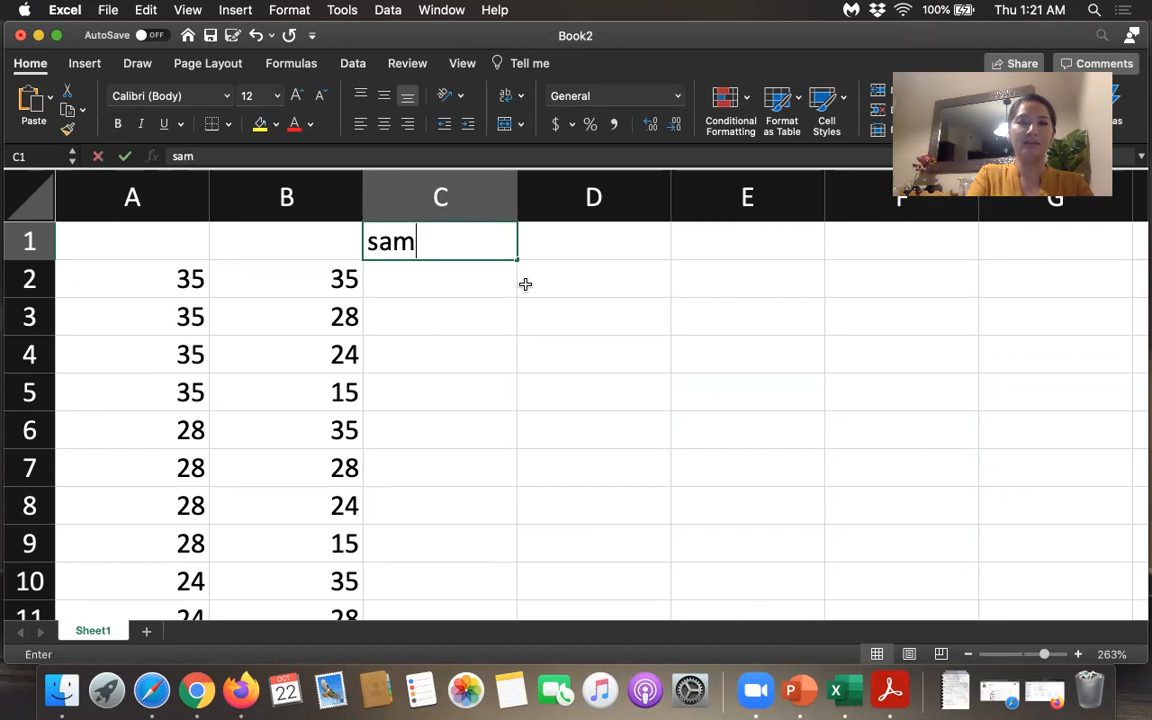 Excel File Edit View Insert Format Tools Data Window Help 100% Thu 1:21 AM
AutoSave OFF Book2
Home Insert Draw Page Layout Formulas Data Review View Tell me Share Comments
Paste Calibri (Body) 12 A A General Conditional Formatting Format as Table Cell Styles
B I U A $ % ,
C1 fx sam
A B C D E F G
1 sam
2 35 35
3 35 28
4 35 24
5 35 15
6 28 35
7 28 28
8 28 24
9 28 15
10 24 35
11 24 28
Sheet1
Enter 263%
OCT 22